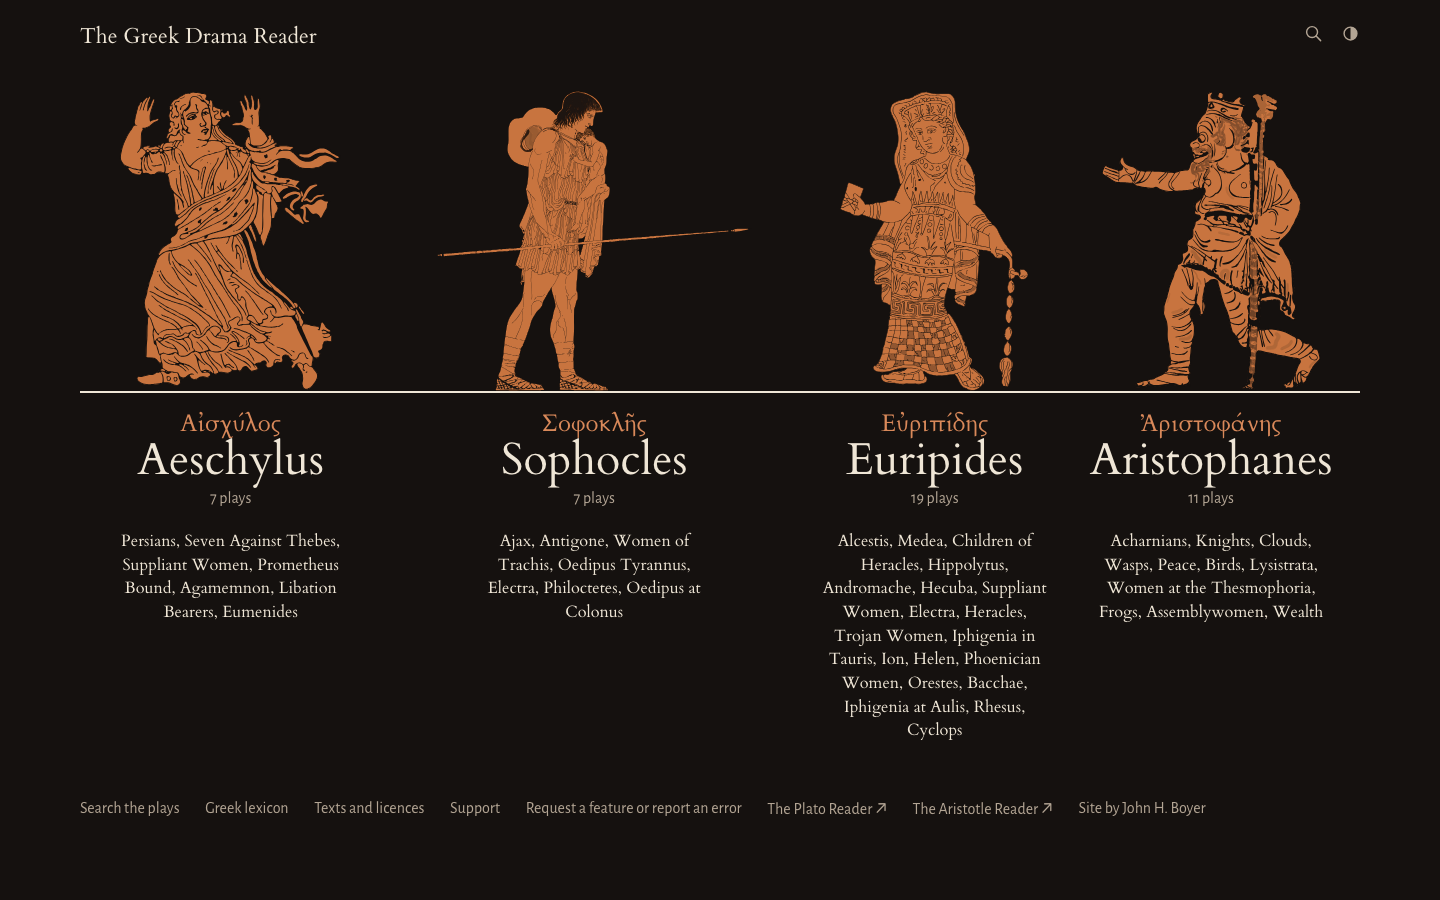 The Greek Drama Reader
Αἰσχύλος
Aeschylus
7 plays
Persians, Seven Against Thebes,
Suppliant Women, Prometheus
Bound, Agamemnon, Libation
Bearers, Eumenides
Σοφοκλῆς
Sophocles
7 plays
Ajax, Antigone, Women of
Trachis, Oedipus Tyrannus,
Electra, Philoctetes, Oedipus at
Colonus
Εὐριπίδης
Euripides
19 plays
Alcestis, Medea, Children of
Heracles, Hippolytus,
Andromache, Hecuba, Suppliant
Women, Electra, Heracles,
Trojan Women, Iphigenia in
Tauris, Ion, Helen, Phoenician
Women, Orestes, Bacchae,
Iphigenia at Aulis, Rhesus,
Cyclops
Ἀριστοφάνης
Aristophanes
11 plays
Acharnians, Knights, Clouds,
Wasps, Peace, Birds, Lysistrata,
Women at the Thesmophoria,
Frogs, Assemblywomen, Wealth
Search the plays Greek lexicon Texts and licences Support Request a feature or report an error The Plato Reader ↗ The Aristotle Reader ↗ Site by John H. Boyer